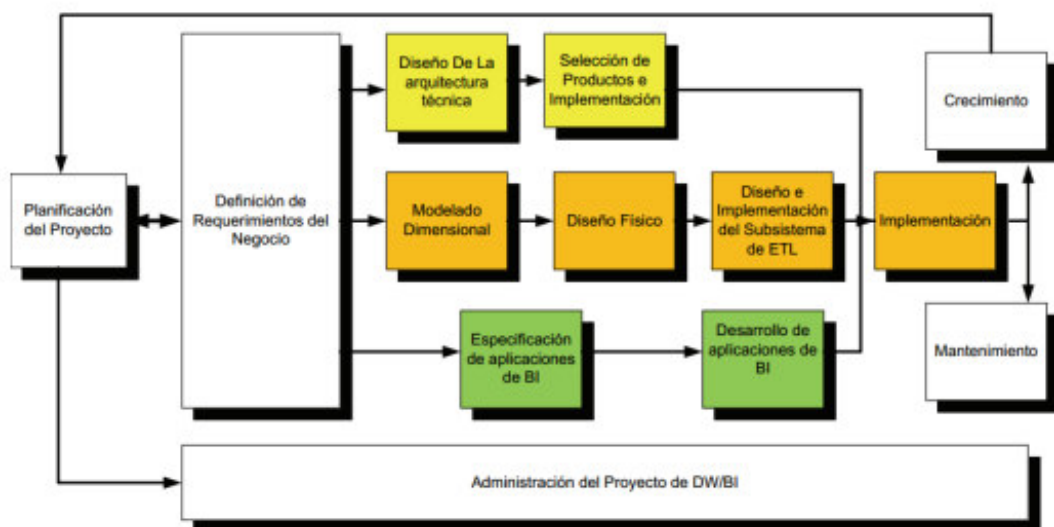 Diseño De La
arquitectura
técnica
Selección de
Productos e
Implementación
Crecimiento
Planificación
del Proyecto
Definición de
Requerimientos del
Negocio
Modelado
Dimensional
Diseño Físico
Diseño e
Implementación
del Subsistema
de ETL
Implementación
Especificación
de aplicaciones
de BI
Desarrollo de
aplicaciones de
BI
Mantenimiento
Administración del Proyecto de DW/BI